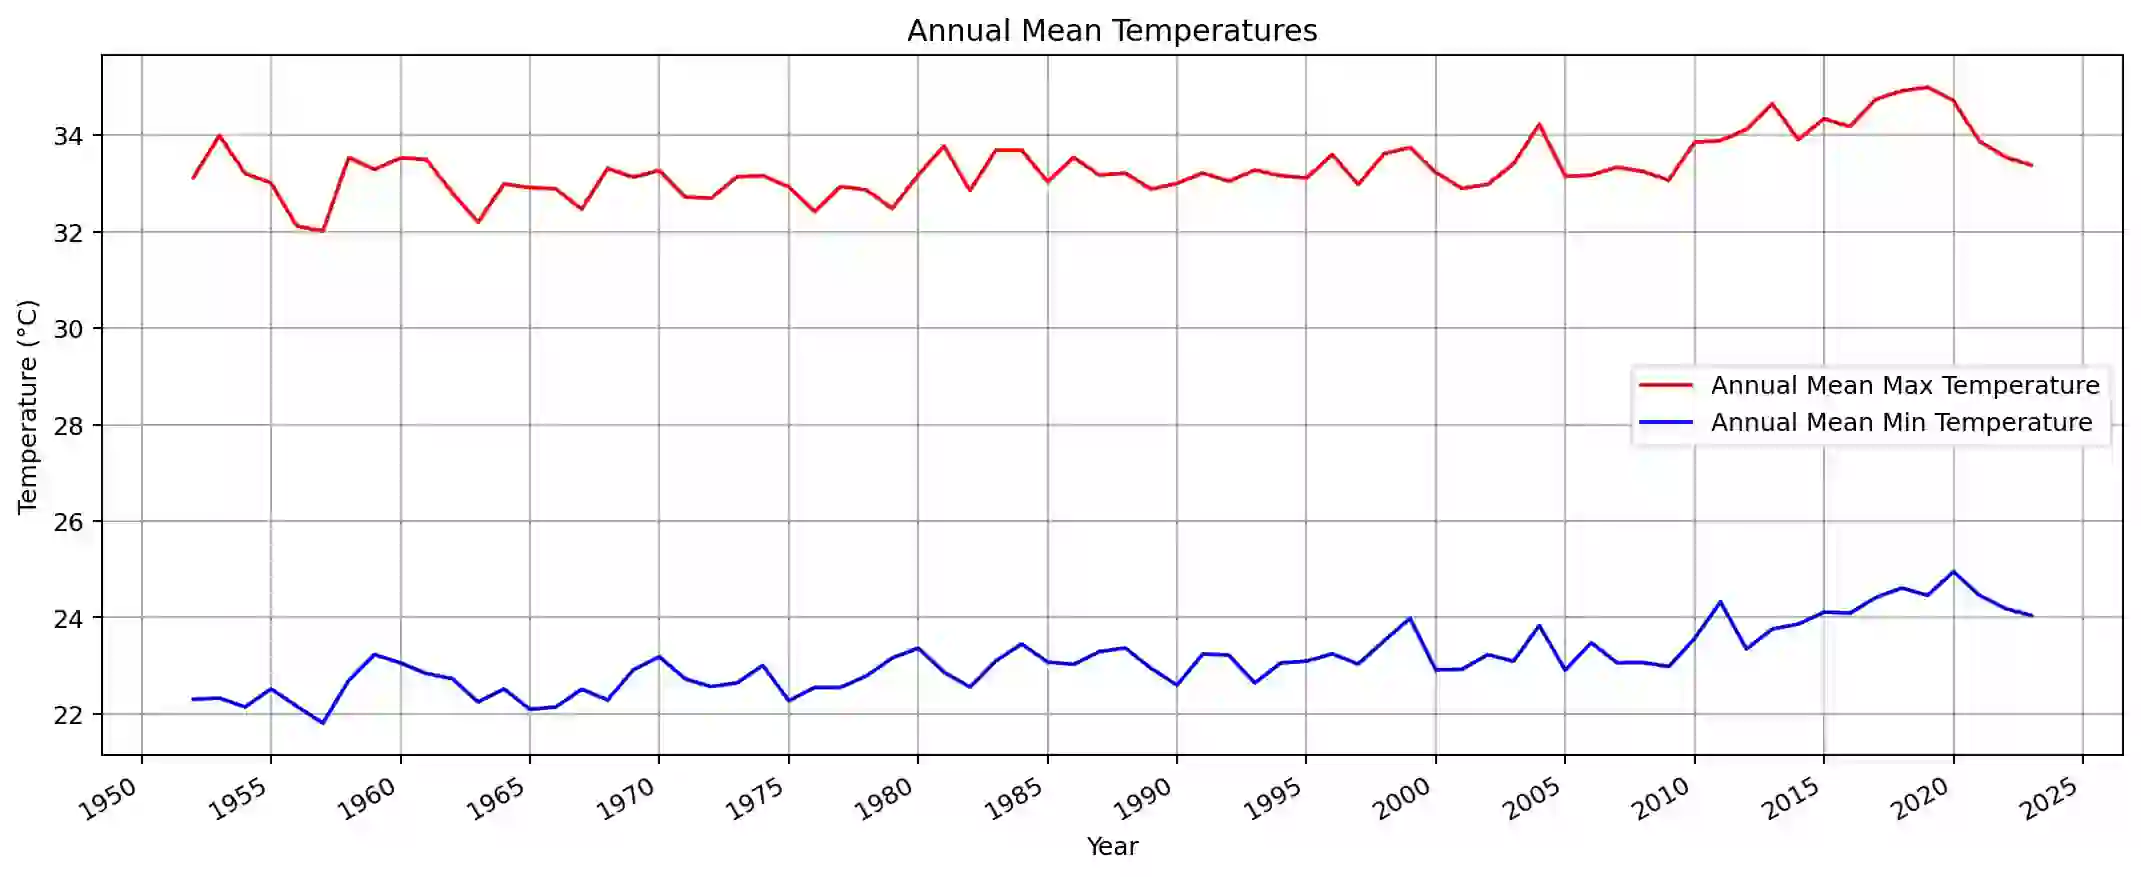 Annual Mean Temperatures
Temperature (°C)
34
32
30
28
26
24
22
Annual Mean Max Temperature
Annual Mean Min Temperature
1950 1955 1960 1965 1970 1975 1980 1985 1990 1995 2000 2005 2010 2015 2020 2025
Year